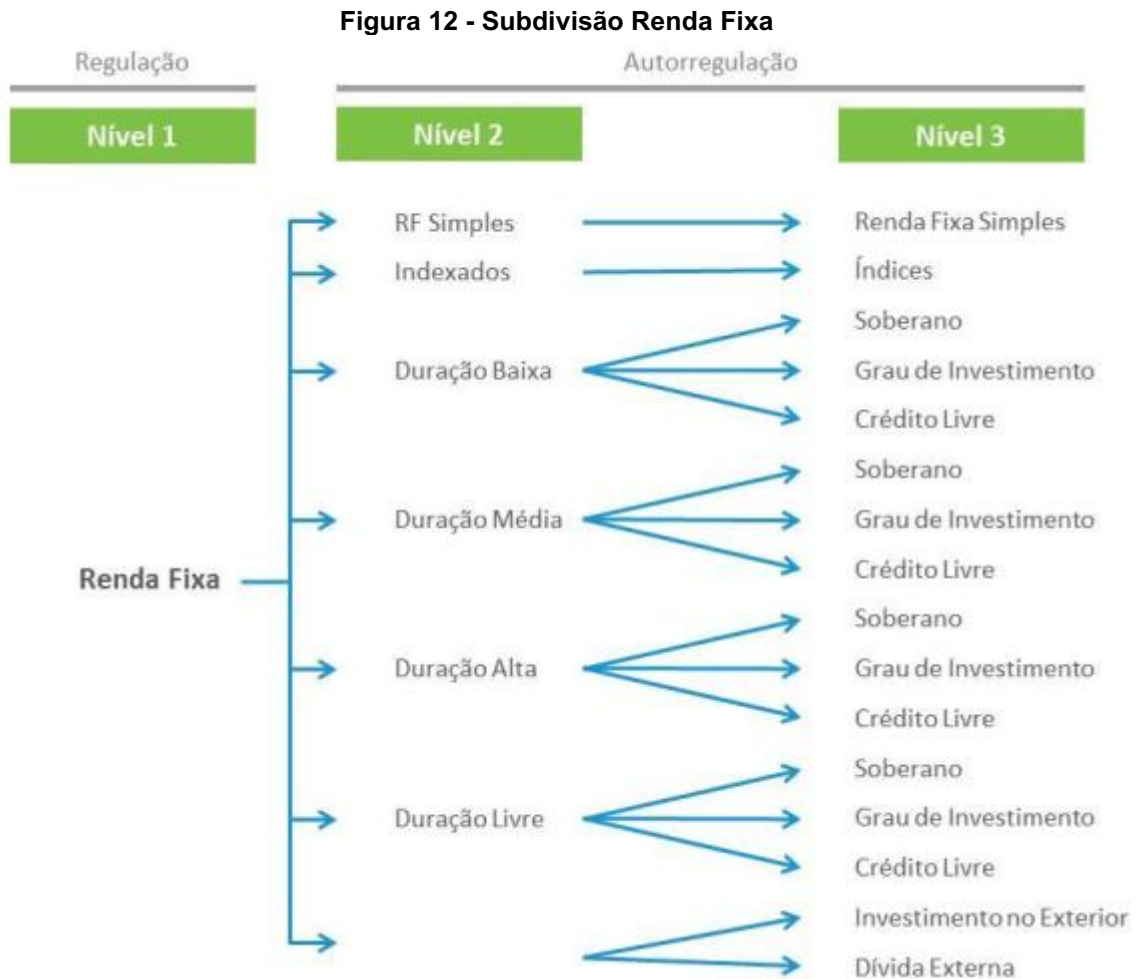 Figura 12 - Subdivisão Renda Fixa
Regulação
Autorregulação
Nível 1
Nível 2
Nível 3
RF Simples
Renda Fixa Simples
Indexados
Índices
Soberano
Duração Baixa
Grau de Investimento
Crédito Livre
Soberano
Duração Média
Grau de Investimento
Crédito Livre
Renda Fixa
Soberano
Duração Alta
Grau de Investimento
Crédito Livre
Soberano
Duração Livre
Grau de Investimento
Crédito Livre
Investimento no Exterior
Dívida Externa